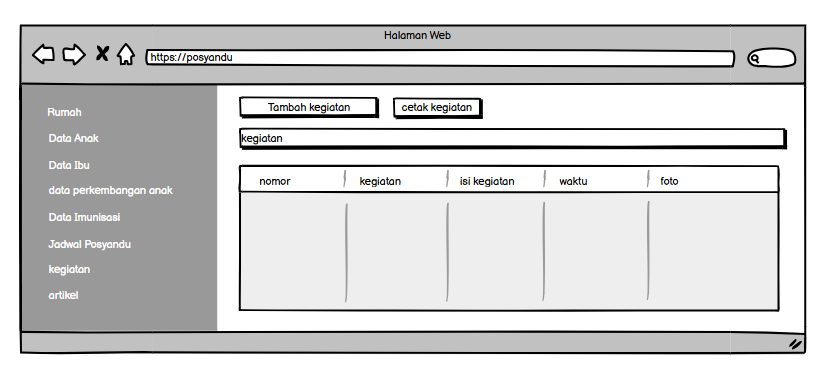 Halaman Web
https://posyandu
Rumah
Data Anak
Data Ibu
data perkembangan anak
Data Imunisasi
Jadwal Posyandu
kegiatan
artikel
Tambah kegiatan
cetak kegiatan
kegiatan
nomor kegiatan isi kegiatan waktu foto